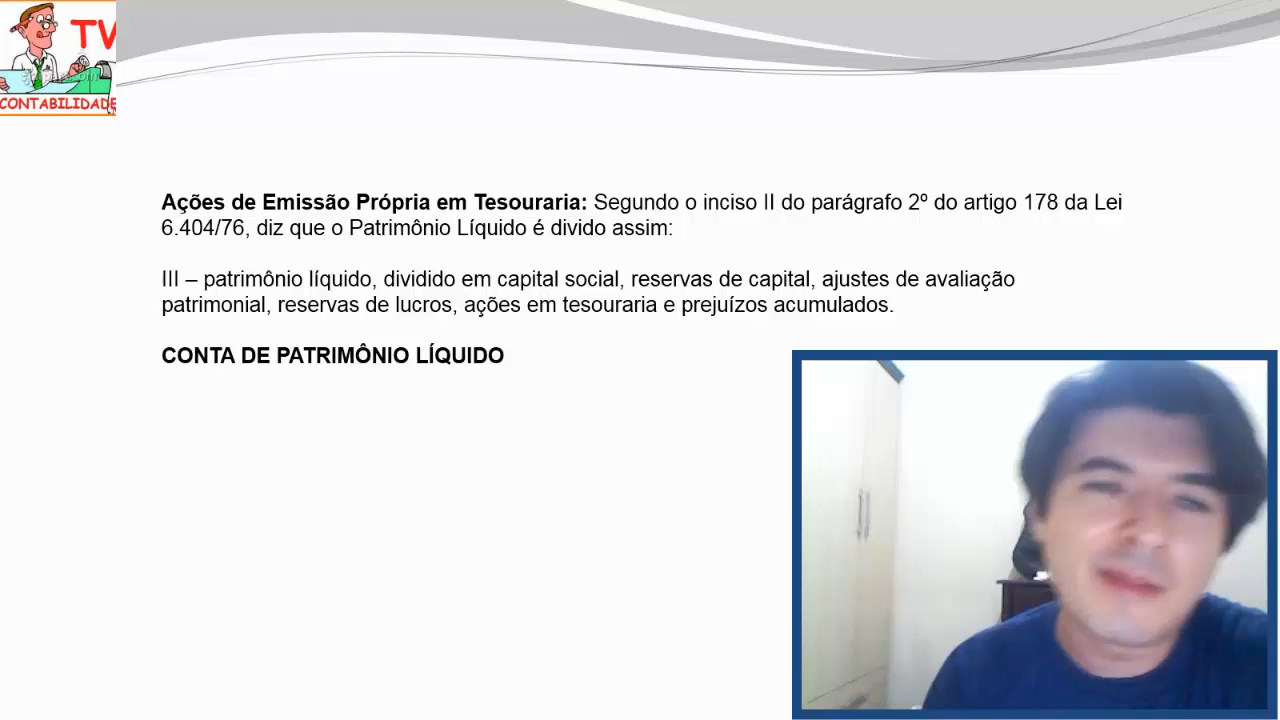 TV
CONTABILIDADE
Ações de Emissão Própria em Tesouraria: Segundo o inciso II do parágrafo 2º do artigo 178 da Lei
6.404/76, diz que o Patrimônio Líquido é divido assim:
III – patrimônio líquido, dividido em capital social, reservas de capital, ajustes de avaliação
patrimonial, reservas de lucros, ações em tesouraria e prejuízos acumulados.
CONTA DE PATRIMÔNIO LÍQUIDO